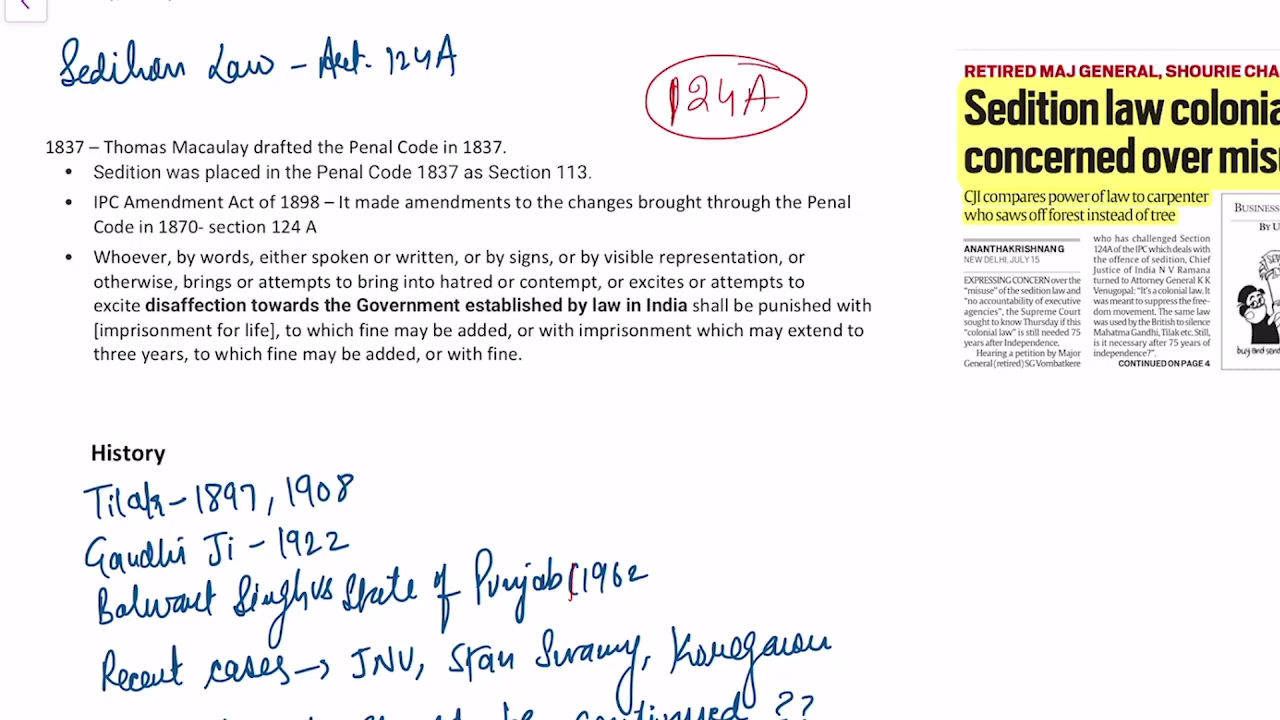 Sedition Law – Act. 124A
124A
1837 – Thomas Macaulay drafted the Penal Code in 1837.
• Sedition was placed in the Penal Code 1837 as Section 113.
• IPC Amendment Act of 1898 – It made amendments to the changes brought through the Penal
Code in 1870- section 124 A
• Whoever, by words, either spoken or written, or by signs, or by visible representation, or
otherwise, brings or attempts to bring into hatred or contempt, or excites or attempts to
excite disaffection towards the Government established by law in India shall be punished with
[imprisonment for life], to which fine may be added, or with imprisonment which may extend to
three years, to which fine may be added, or with fine.
History
Tilak – 1897, 1908
Gandhi Ji – 1922
Balwant Singh vs State of Punjab (1962
Recent cases → JNU, Stan Swamy, Koregaon
be continued ??
RETIRED MAJ GENERAL, SHOURIE CHA
Sedition law colonia
concerned over mis
CJI compares power of law to carpenter
who saws off forest instead of tree
ANANTHAKRISHNAN G
NEW DELHI, JULY 15
EXPRESSING CONCERN over the
"misuse" of the sedition law and
"no accountability of executive
agencies", the Supreme Court
sought to know Thursday if this
"colonial law" is still needed 75
years after Independence.
Hearing a petition by Major
General (retired) SG Vombatkere
who has challenged Section
124A of the IPC which deals with
the offence of sedition, Chief
Justice of India N V Ramana
turned to Attorney General K K
Venugopal: "It's a colonial law. It
was meant to suppress the free-
dom movement. The same law
was used by the British to silence
Mahatma Gandhi, Tilak etc. Still,
is it necessary after 75 years of
independence?".
CONTINUED ON PAGE 4
BUSINESS
BY U
buy and send